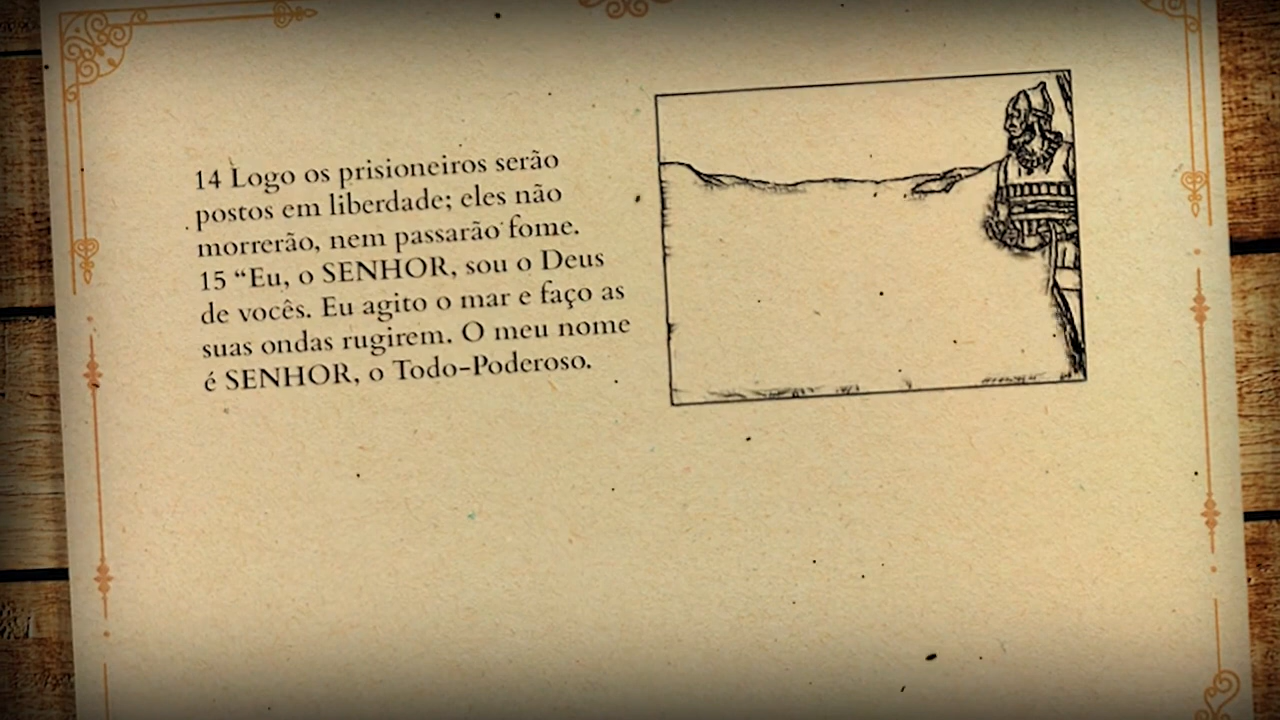 14 Logo os prisioneiros serão
postos em liberdade; eles não
morrerão, nem passarão fome.
15 “Eu, o SENHOR, sou o Deus
de vocês. Eu agito o mar e faço as
suas ondas rugirem. O meu nome
é SENHOR, o Todo-Poderoso.